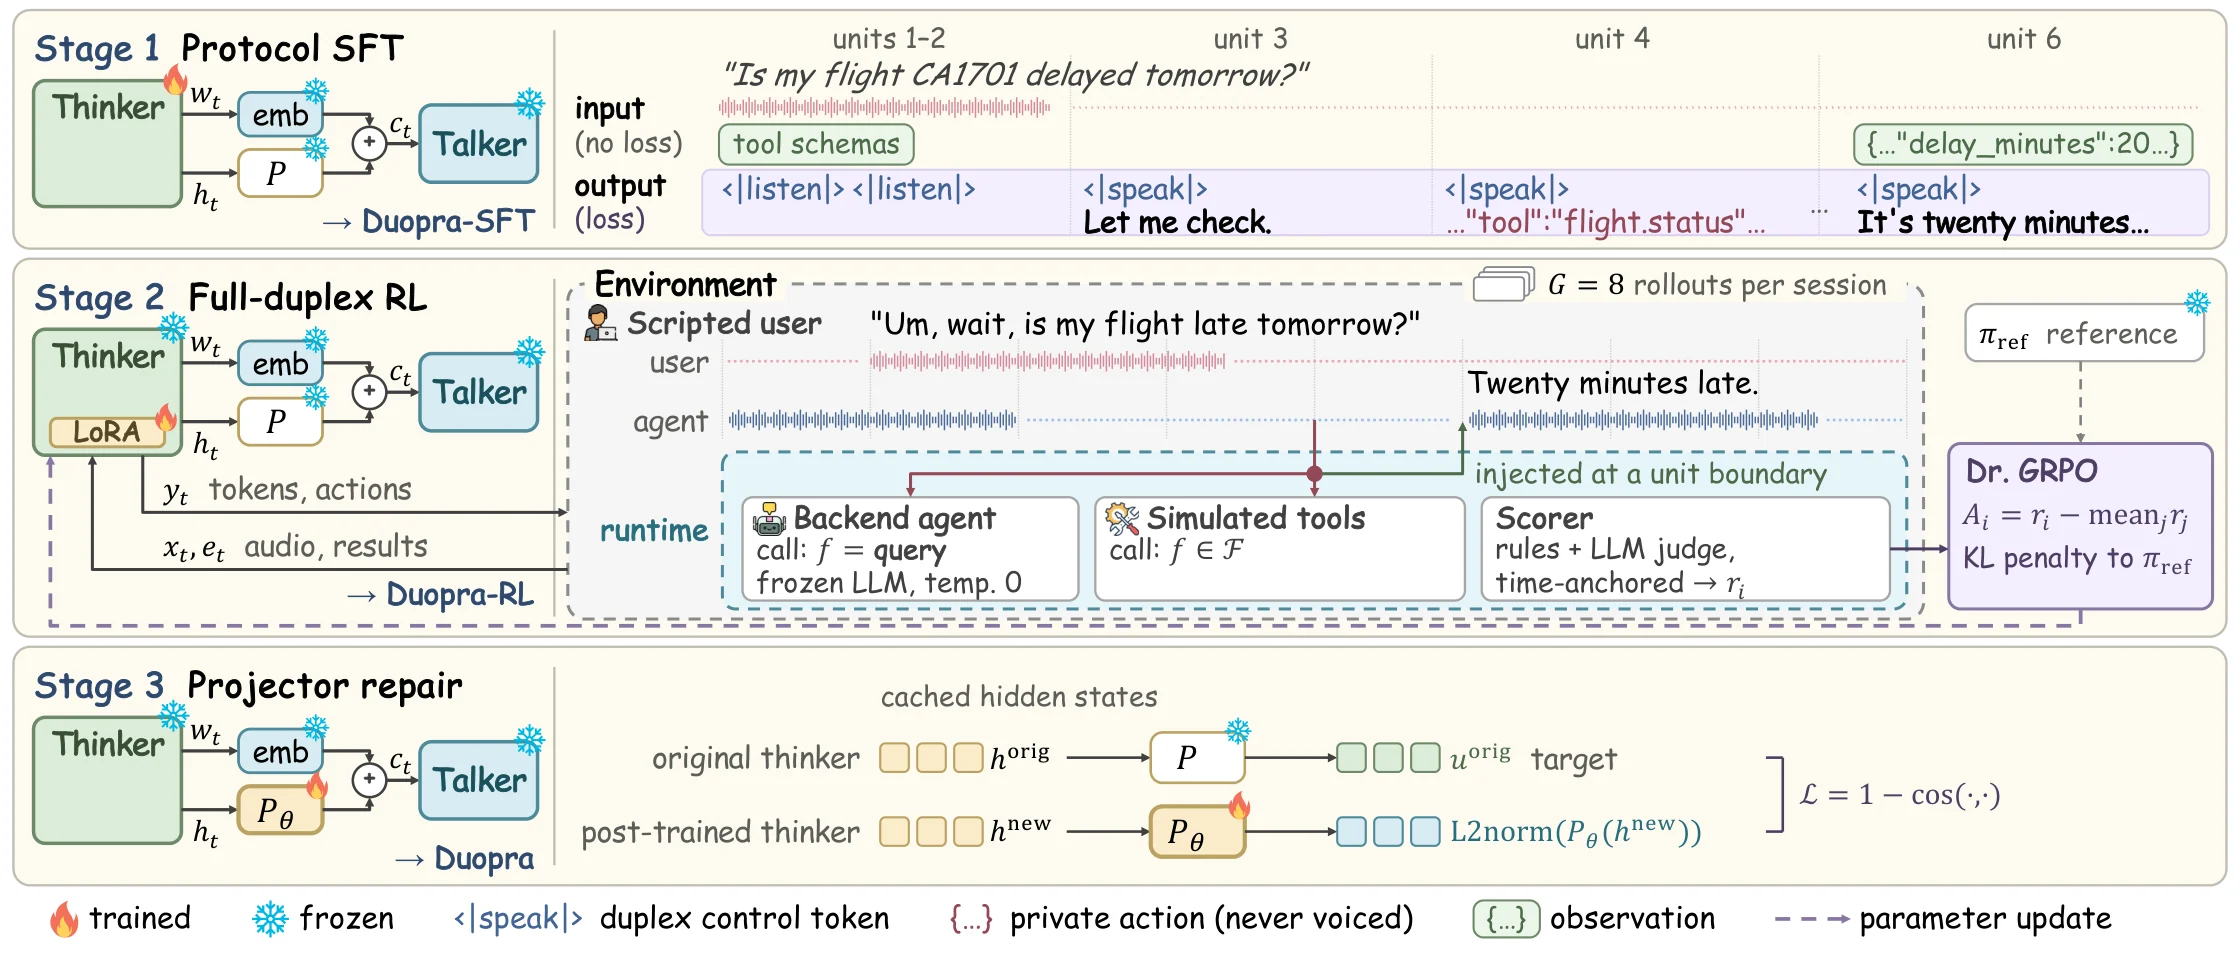 Stage 1 Protocol SFT
Thinker
w_t
emb
P
h_t
+
c_t
Talker
→ Duopra-SFT
units 1–2
unit 3
unit 4
unit 6
"Is my flight CA1701 delayed tomorrow?"
input
(no loss)
tool schemas
{..."delay_minutes":20...}
output
(loss)
<|listen|> <|listen|>
<|speak|>
Let me check.
<|speak|>
..."tool":"flight.status"...
...
<|speak|>
It's twenty minutes...
Stage 2 Full-duplex RL
Thinker
LoRA
w_t
emb
P
h_t
+
c_t
Talker
y_t tokens, actions
x_t, e_t audio, results
→ Duopra-RL
Environment
G = 8 rollouts per session
Scripted user
"Um, wait, is my flight late tomorrow?"
user
Twenty minutes late.
agent
injected at a unit boundary
runtime
Backend agent
call: f = query
frozen LLM, temp. 0
Simulated tools
call: f ∈ ℱ
Scorer
rules + LLM judge,
time-anchored → r_i
π_ref reference
Dr. GRPO
A_i = r_i − mean_j r_j
KL penalty to π_ref
Stage 3 Projector repair
Thinker
w_t
emb
P_θ
h_t
+
c_t
Talker
→ Duopra
cached hidden states
original thinker
h^orig
P
u^orig target
post-trained thinker
h^new
P_θ
L2norm(P_θ(h^new))
ℒ = 1 − cos(·,·)
trained
frozen
<|speak|> duplex control token
{...} private action (never voiced)
{...} observation
parameter update